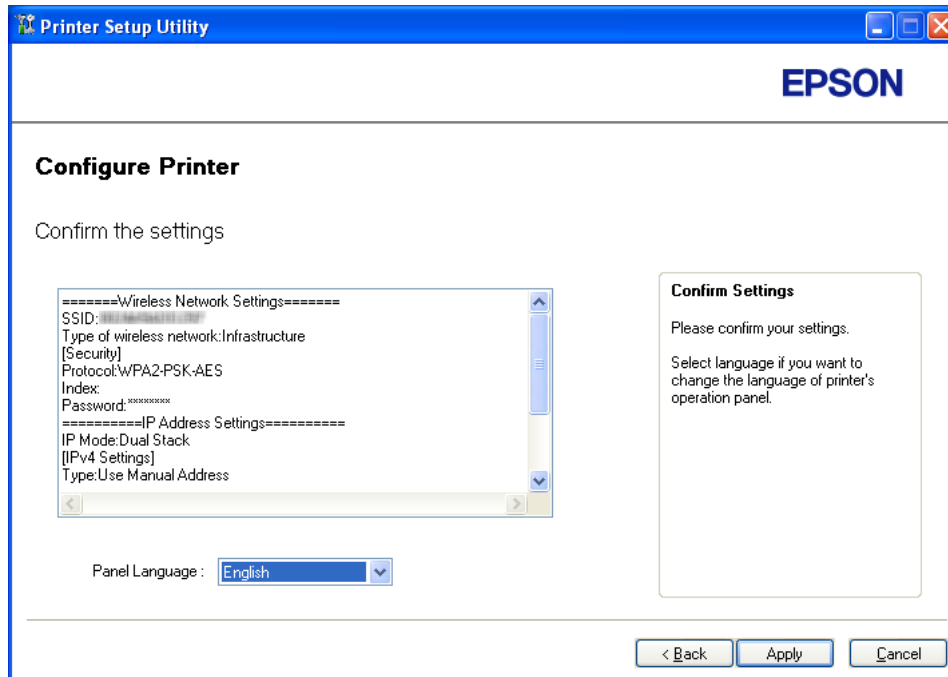 Printer Setup Utility
EPSON
Configure Printer
Confirm the settings
=======Wireless Network Settings=======
SSID:
Type of wireless network:Infrastructure
[Security]
Protocol:WPA2-PSK-AES
Index:
Password:********
==========IP Address Settings==========
IP Mode:Dual Stack
[IPv4 Settings]
Type:Use Manual Address
Confirm Settings
Please confirm your settings.
Select language if you want to
change the language of printer's
operation panel.
Panel Language :
English
< Back
Apply
Cancel